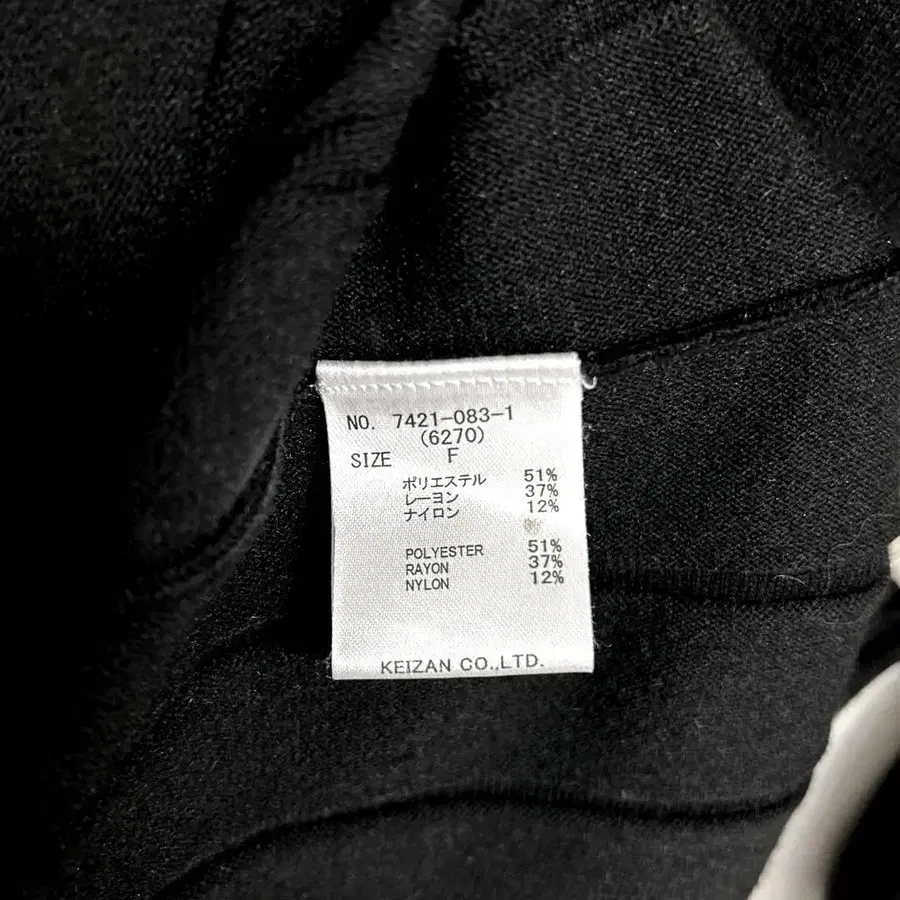 NO. 7421-083-1
(6270)
SIZE F
ポリエステル 51%
レーヨン 37%
ナイロン 12%
POLYESTER 51%
RAYON 37%
NYLON 12%
KEIZAN CO.,LTD.